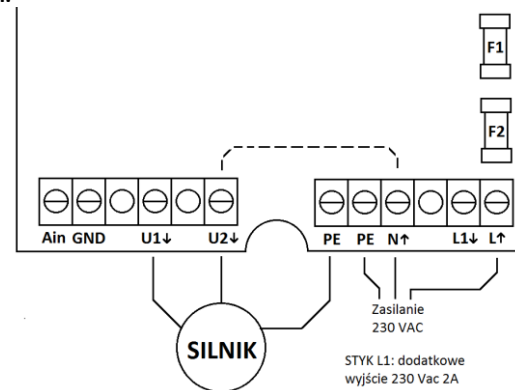 F1
F2
Ain GND U1↓ U2↓ PE PE N↑ L1↓ L↑
SILNIK
Zasilanie
230 VAC
STYK L1: dodatkowe
wyjście 230 Vac 2A